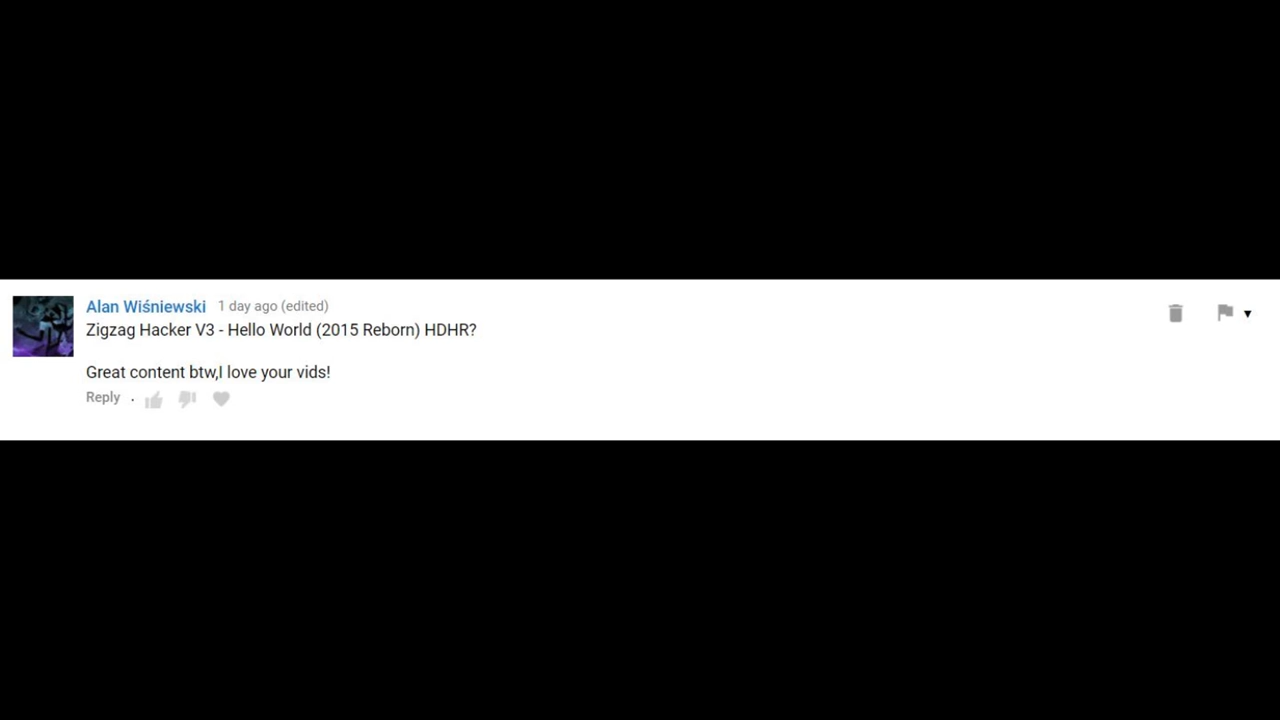 Alan Wiśniewski 1 day ago (edited)
Zigzag Hacker V3 - Hello World (2015 Reborn) HDHR?
Great content btw,I love your vids!
Reply .